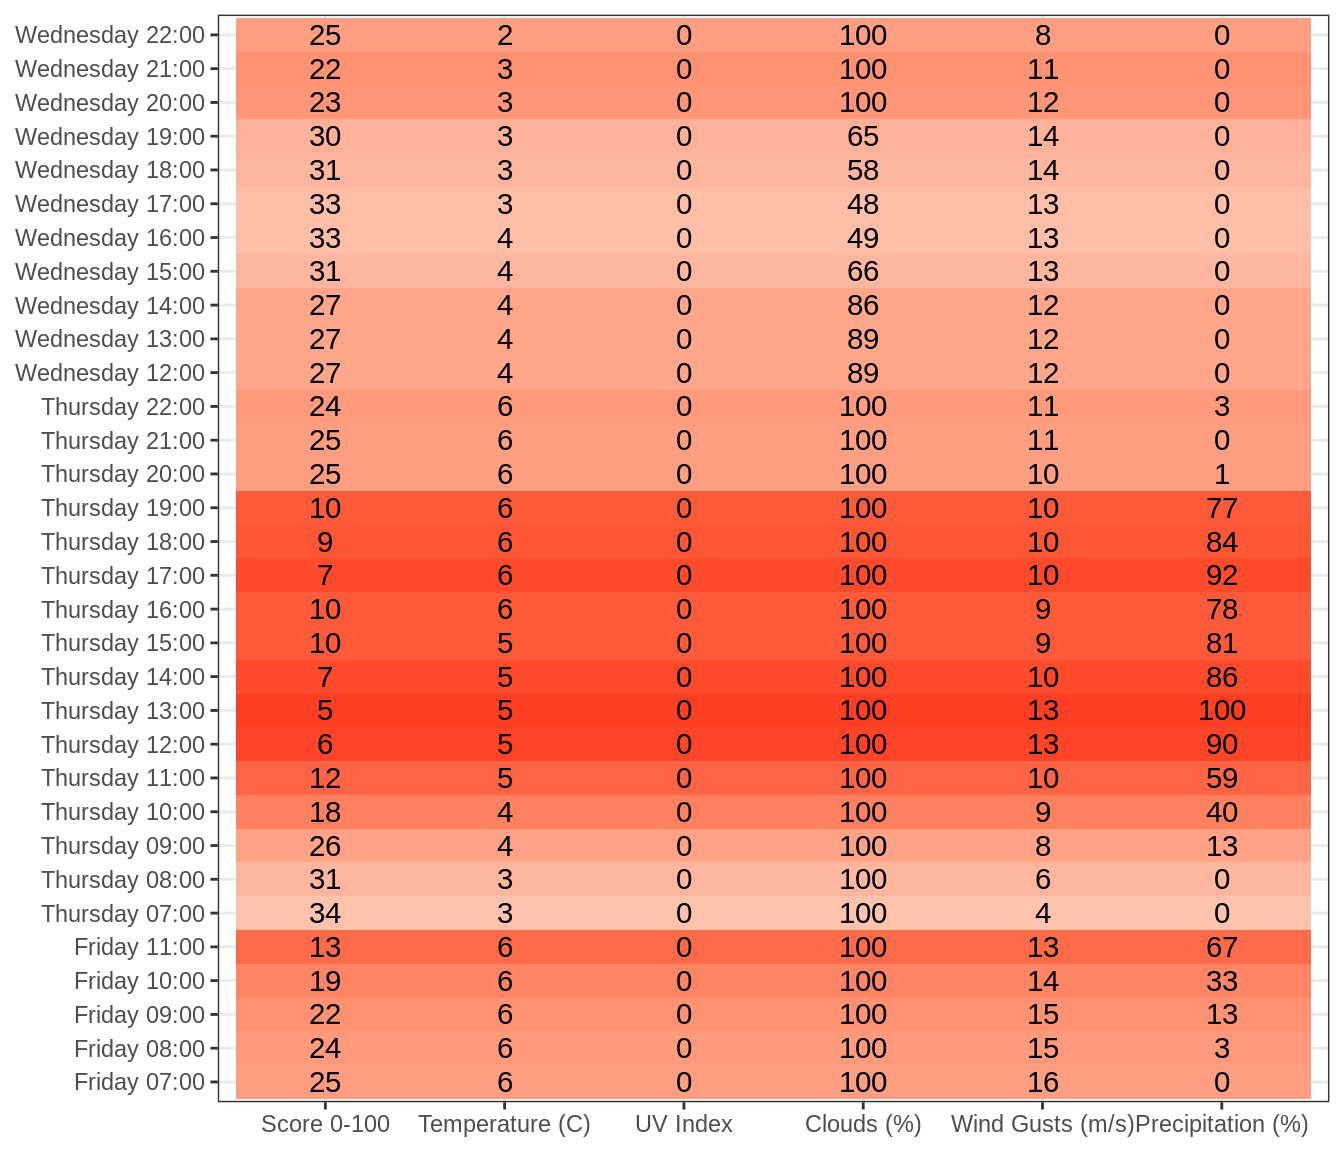 Wednesday 22:00 25 2 0 100 8 0
Wednesday 21:00 22 3 0 100 11 0
Wednesday 20:00 23 3 0 100 12 0
Wednesday 19:00 30 3 0 65 14 0
Wednesday 18:00 31 3 0 58 14 0
Wednesday 17:00 33 3 0 48 13 0
Wednesday 16:00 33 4 0 49 13 0
Wednesday 15:00 31 4 0 66 13 0
Wednesday 14:00 27 4 0 86 12 0
Wednesday 13:00 27 4 0 89 12 0
Wednesday 12:00 27 4 0 89 12 0
Thursday 22:00 24 6 0 100 11 3
Thursday 21:00 25 6 0 100 11 0
Thursday 20:00 25 6 0 100 10 1
Thursday 19:00 10 6 0 100 10 77
Thursday 18:00 9 6 0 100 10 84
Thursday 17:00 7 6 0 100 10 92
Thursday 16:00 10 6 0 100 9 78
Thursday 15:00 10 5 0 100 9 81
Thursday 14:00 7 5 0 100 10 86
Thursday 13:00 5 5 0 100 13 100
Thursday 12:00 6 5 0 100 13 90
Thursday 11:00 12 5 0 100 10 59
Thursday 10:00 18 4 0 100 9 40
Thursday 09:00 26 4 0 100 8 13
Thursday 08:00 31 3 0 100 6 0
Thursday 07:00 34 3 0 100 4 0
Friday 11:00 13 6 0 100 13 67
Friday 10:00 19 6 0 100 14 33
Friday 09:00 22 6 0 100 15 13
Friday 08:00 24 6 0 100 15 3
Friday 07:00 25 6 0 100 16 0
Score 0-100 Temperature (C) UV Index Clouds (%) Wind Gusts (m/s) Precipitation (%)